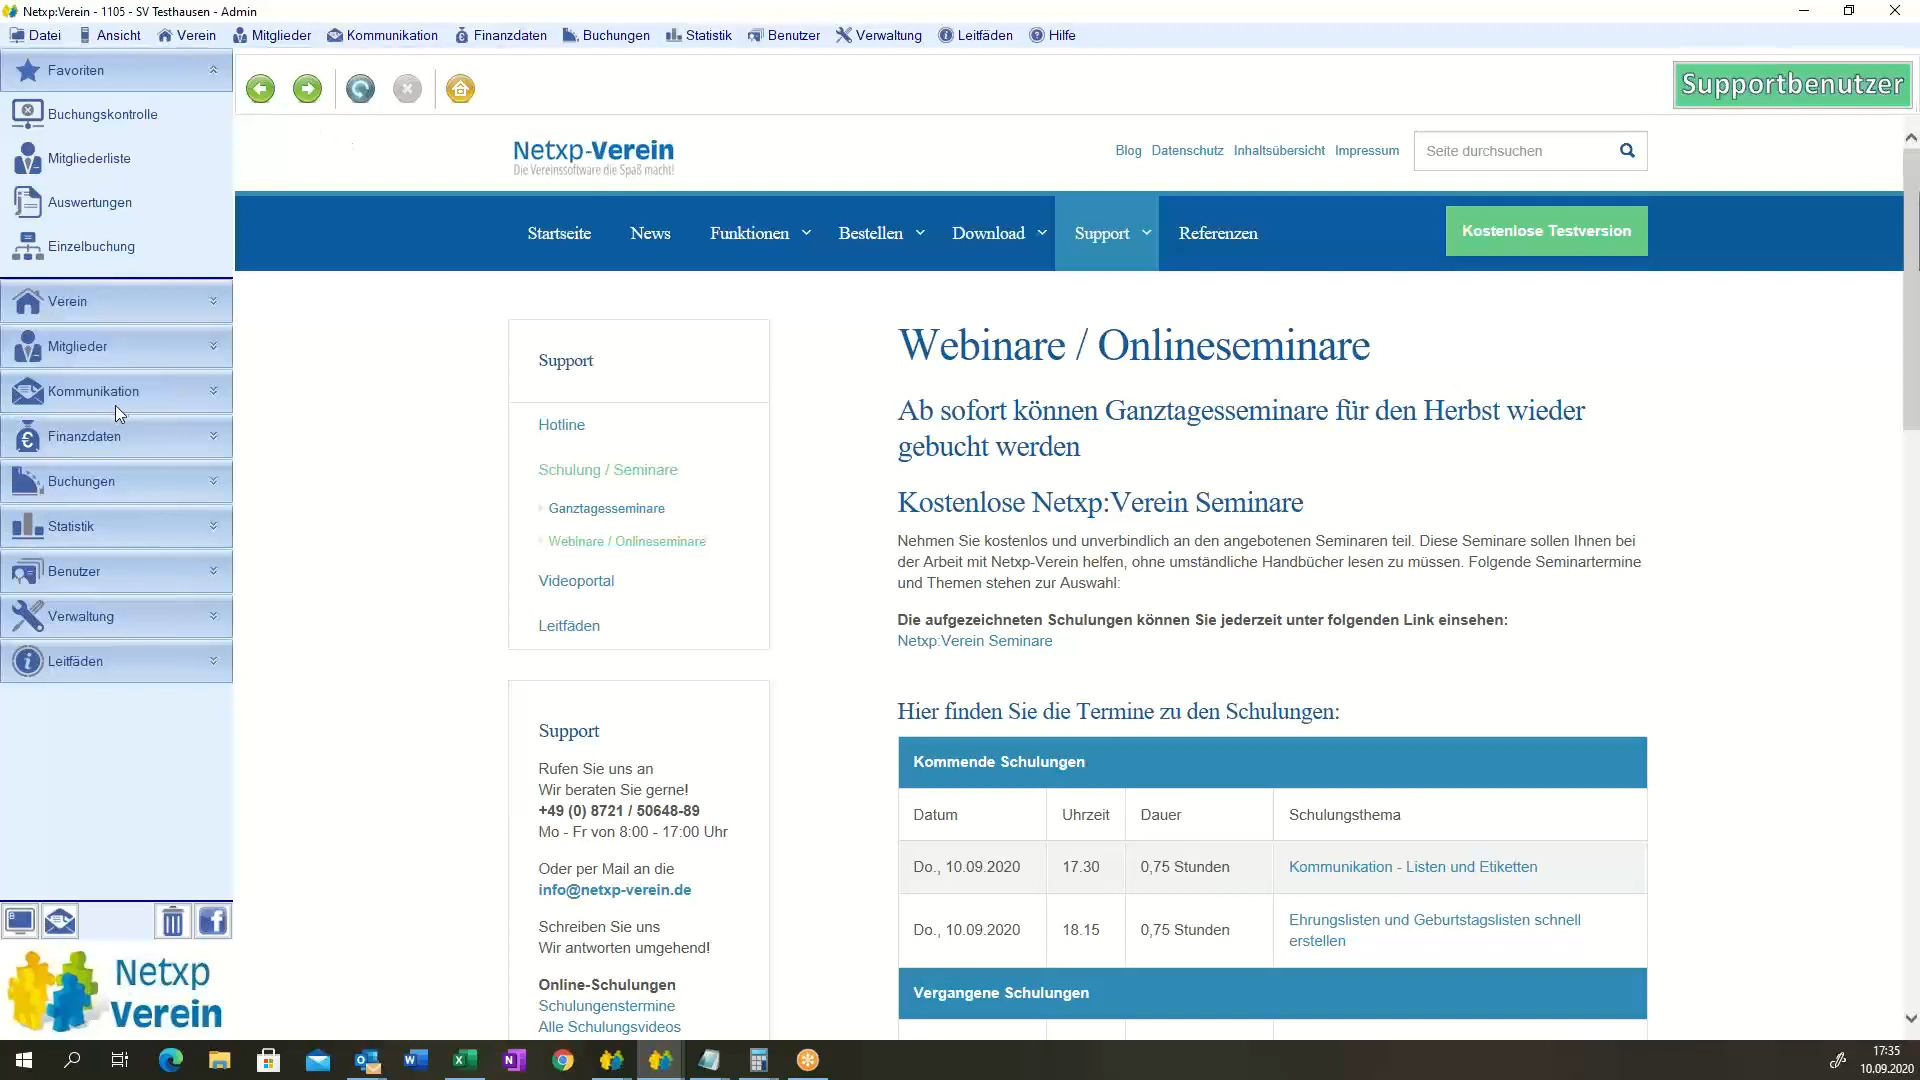 Netxp:Verein - 1105 - SV Testhausen - Admin
Datei Ansicht Verein Mitglieder Kommunikation Finanzdaten Buchungen Statistik Benutzer Verwaltung Leitfäden Hilfe
Favoriten
Buchungskontrolle
Mitgliederliste
Auswertungen
Einzelbuchung
Verein
Mitglieder
Kommunikation
Finanzdaten
Buchungen
Statistik
Benutzer
Verwaltung
Leitfäden
Netxp
Verein
Supportbenutzer
Netxp-Verein
Die Vereinssoftware die Spaß macht!
Blog Datenschutz Inhaltsübersicht Impressum
Seite durchsuchen
Startseite News Funktionen Bestellen Download Support Referenzen
Kostenlose Testversion
Support
Hotline
Schulung / Seminare
Ganztagesseminare
Webinare / Onlineseminare
Videoportal
Leitfäden
Support
Rufen Sie uns an
Wir beraten Sie gerne!
+49 (0) 8721 / 50648-89
Mo - Fr von 8:00 - 17:00 Uhr
Oder per Mail an die
info@netxp-verein.de
Schreiben Sie uns
Wir antworten umgehend!
Online-Schulungen
Schulungenstermine
Alle Schulungsvideos
Webinare / Onlineseminare
Ab sofort können Ganztagesseminare für den Herbst wieder
gebucht werden
Kostenlose Netxp:Verein Seminare
Nehmen Sie kostenlos und unverbindlich an den angebotenen Seminaren teil. Diese Seminare sollen Ihnen bei
der Arbeit mit Netxp-Verein helfen, ohne umständliche Handbücher lesen zu müssen. Folgende Seminartermine
und Themen stehen zur Auswahl:
Die aufgezeichneten Schulungen können Sie jederzeit unter folgenden Link einsehen:
Netxp:Verein Seminare
Hier finden Sie die Termine zu den Schulungen:
Kommende Schulungen
Datum Uhrzeit Dauer Schulungsthema
Do., 10.09.2020 17.30 0,75 Stunden Kommunikation - Listen und Etiketten
Do., 10.09.2020 18.15 0,75 Stunden Ehrungslisten und Geburtstagslisten schnell
erstellen
Vergangene Schulungen
17:35
10.09.2020